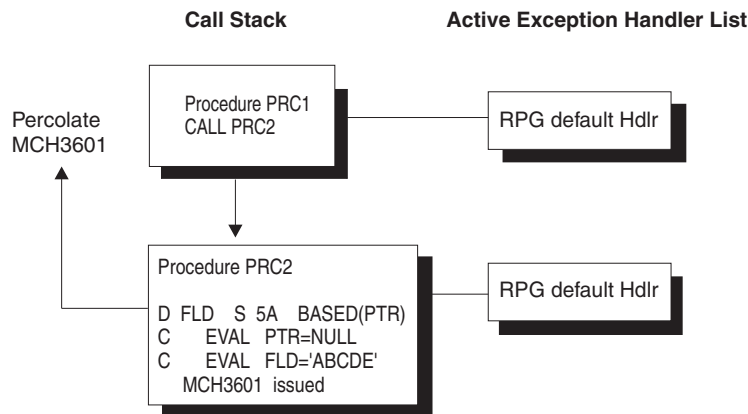 Call Stack
Active Exception Handler List
Procedure PRC1
CALL PRC2
RPG default Hdlr
Percolate
MCH3601
Procedure PRC2
D FLD S 5A BASED(PTR)
C EVAL PTR=NULL
C EVAL FLD='ABCDE'
MCH3601 issued
RPG default Hdlr